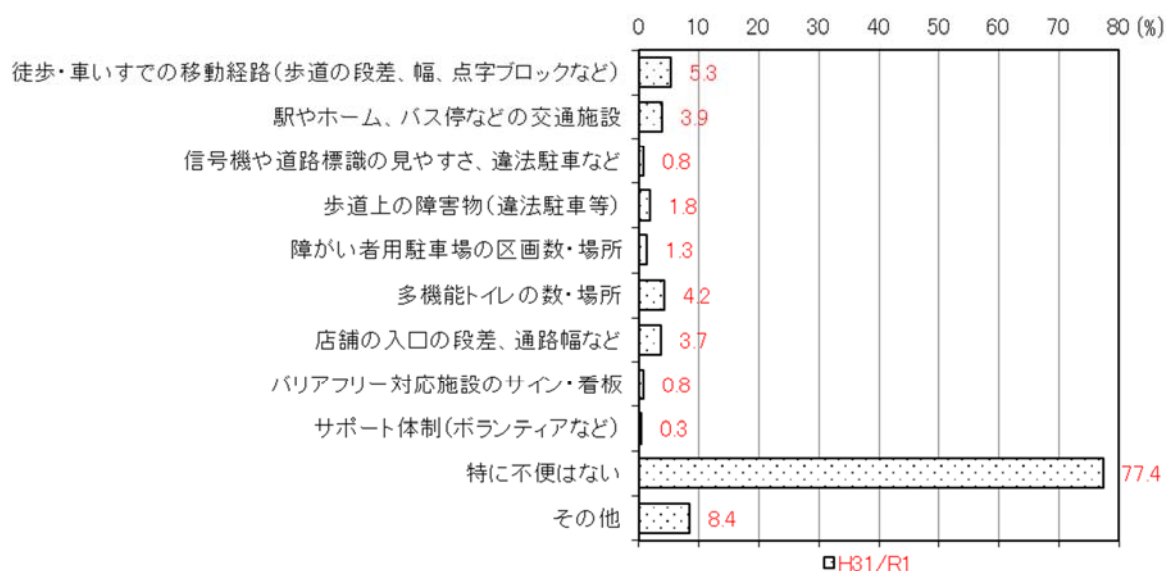 0 10 20 30 40 50 60 70 80 (%)
徒歩・車いすでの移動経路(歩道の段差、幅、点字ブロックなど) 5.3
駅やホーム、バス停などの交通施設 3.9
信号機や道路標識の見やすさ、違法駐車など 0.8
歩道上の障害物(違法駐車等) 1.8
障がい者用駐車場の区画数・場所 1.3
多機能トイレの数・場所 4.2
店舗の入口の段差、通路幅など 3.7
バリアフリー対応施設のサイン・看板 0.8
サポート体制(ボランティアなど) 0.3
特に不便はない 77.4
その他 8.4
H31/R1